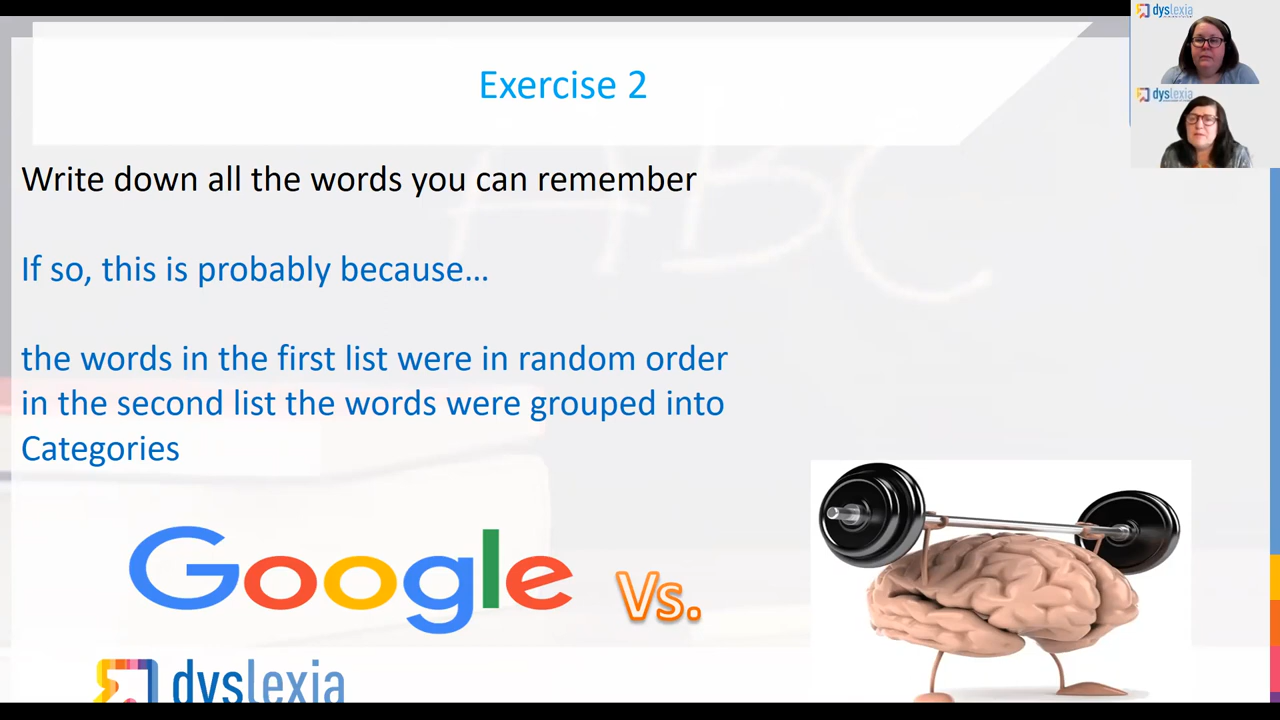 dyslexia
dyslexia
Exercise 2
Write down all the words you can remember
If so, this is probably because...
the words in the first list were in random order
in the second list the words were grouped into
Categories
Google
Vs.
dyslexia
ABC